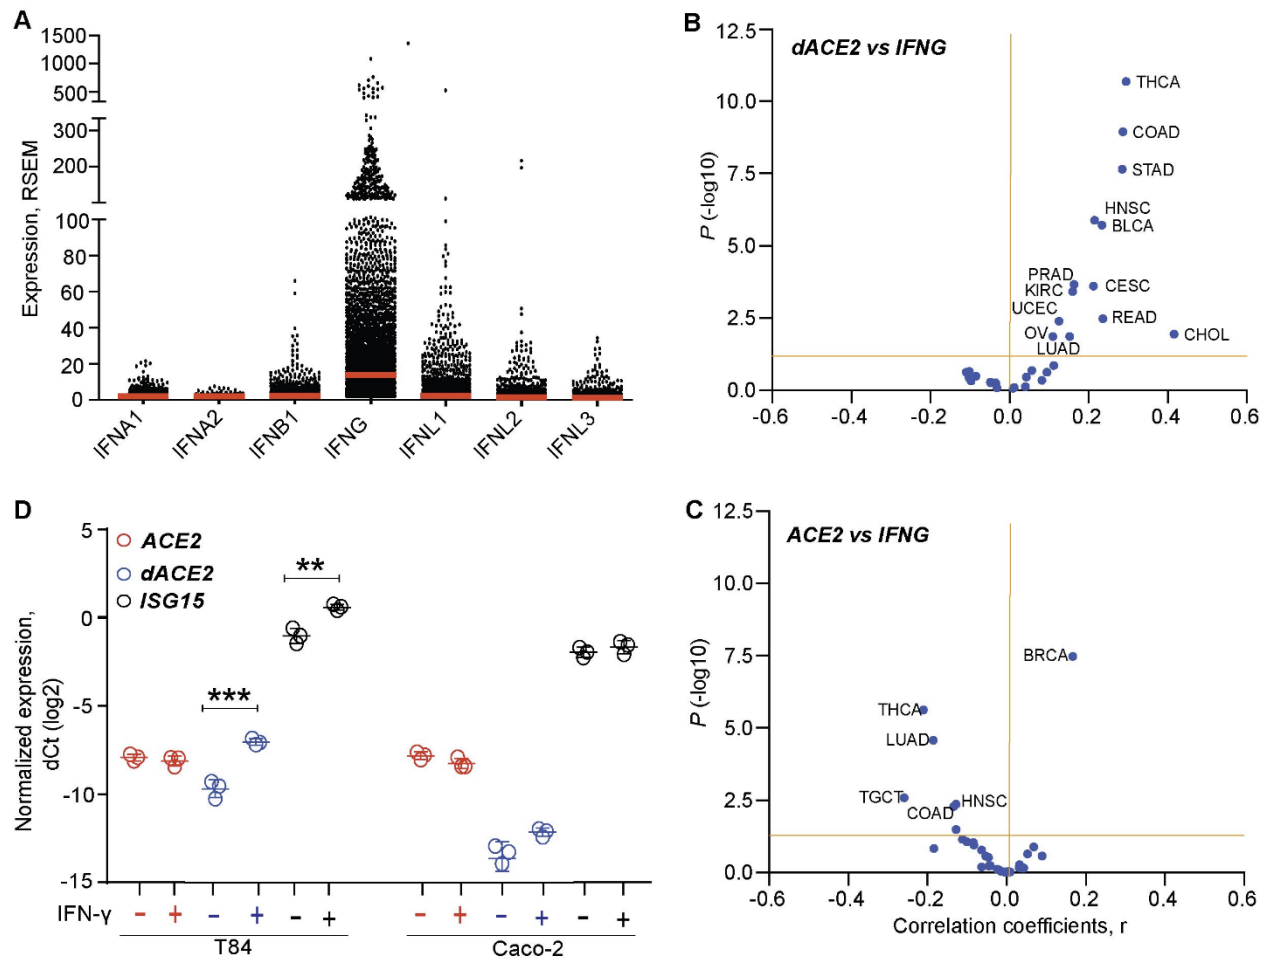 A
1500
1000
500
300
200
100
80
60
40
20
0
Expression, RSEM
IFNA1
IFNA2
IFNB1
IFNG
IFNL1
IFNL2
IFNL3
B
dACE2 vs IFNG
12.5
10.0
7.5
5.0
2.5
0.0
P (-log10)
THCA
COAD
STAD
HNSC
BLCA
PRAD
CESC
KIRC
UCEC
READ
OV
CHOL
LUAD
-0.6 -0.4 -0.2 0.0 0.2 0.4 0.6
D
5
0
-5
-10
-15
Normalized expression,
dCt (log2)
ACE2
dACE2
ISG15
**
***
IFN-γ - + - + - + - + - + - +
T84 Caco-2
C
ACE2 vs IFNG
12.5
10.0
7.5
5.0
2.5
0.0
P (-log10)
BRCA
THCA
LUAD
TGCT
HNSC
COAD
-0.6 -0.4 -0.2 0.0 0.2 0.4 0.6
Correlation coefficients, r